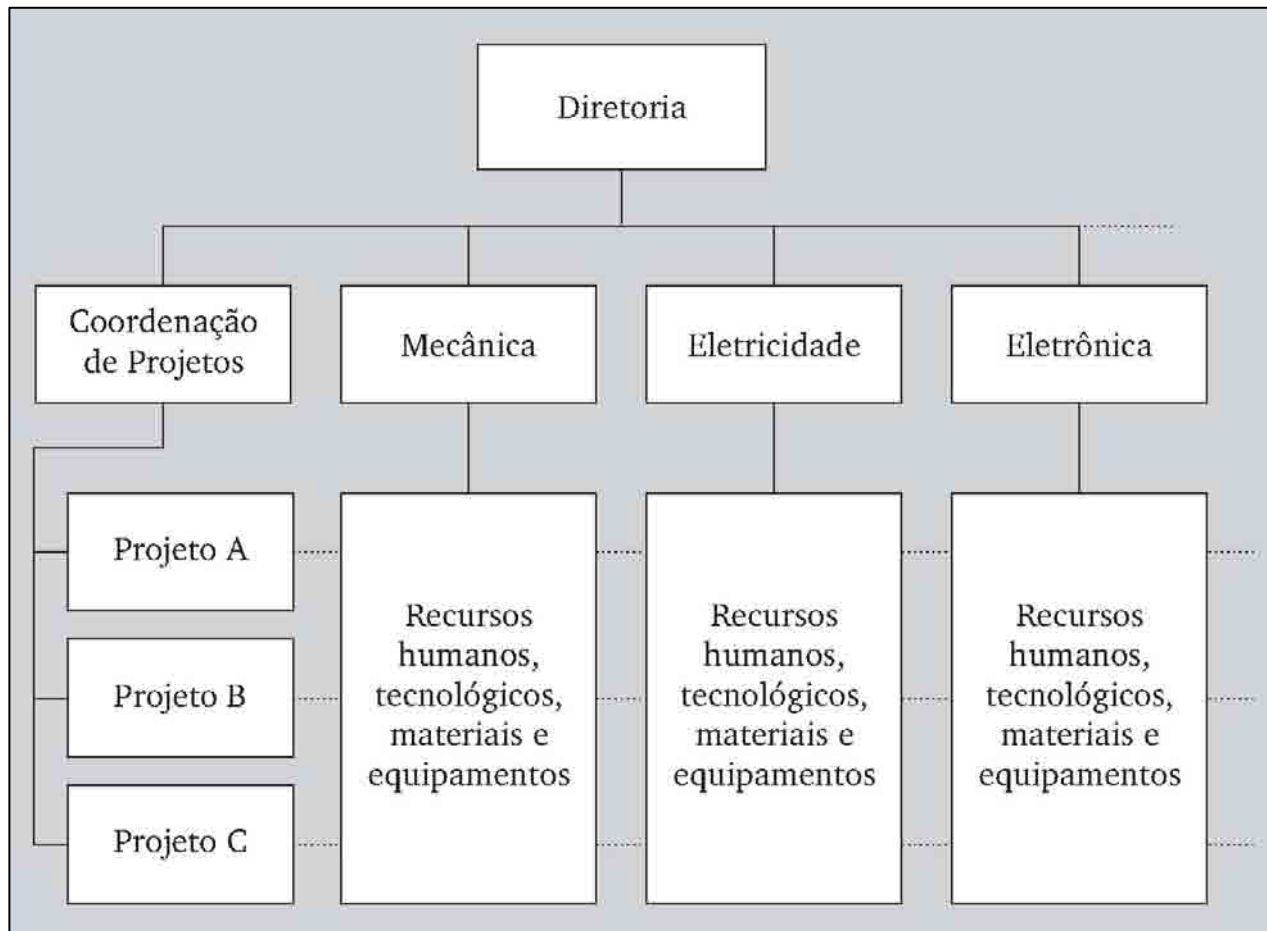 Diretoria
Coordenação
de Projetos
Mecânica
Eletricidade
Eletrônica
Projeto A
Projeto B
Projeto C
Recursos
humanos,
tecnológicos,
materiais e
equipamentos
Recursos
humanos,
tecnológicos,
materiais e
equipamentos
Recursos
humanos,
tecnológicos,
materiais e
equipamentos